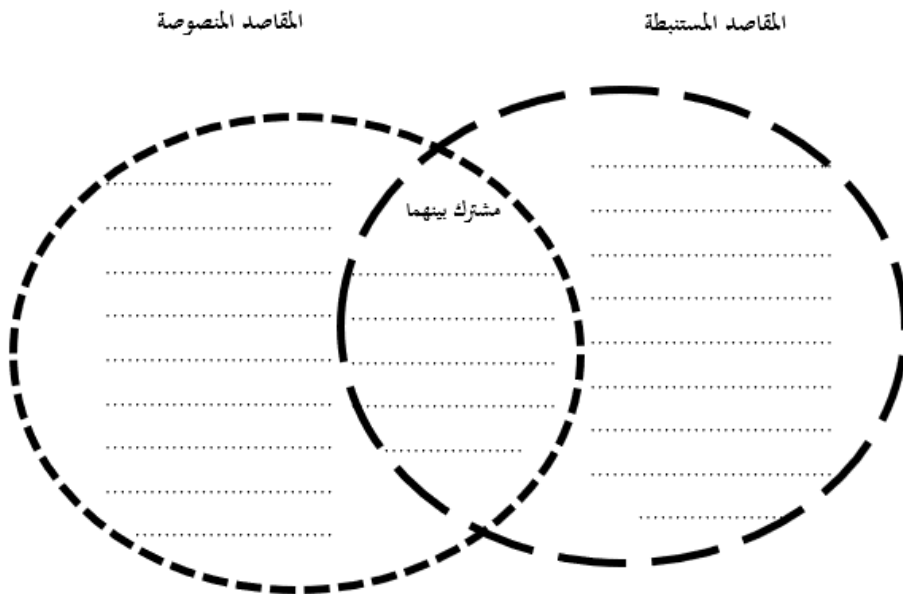 المقاصد المستنبطة
المقاصد المنصوصة
مشترك بينهما